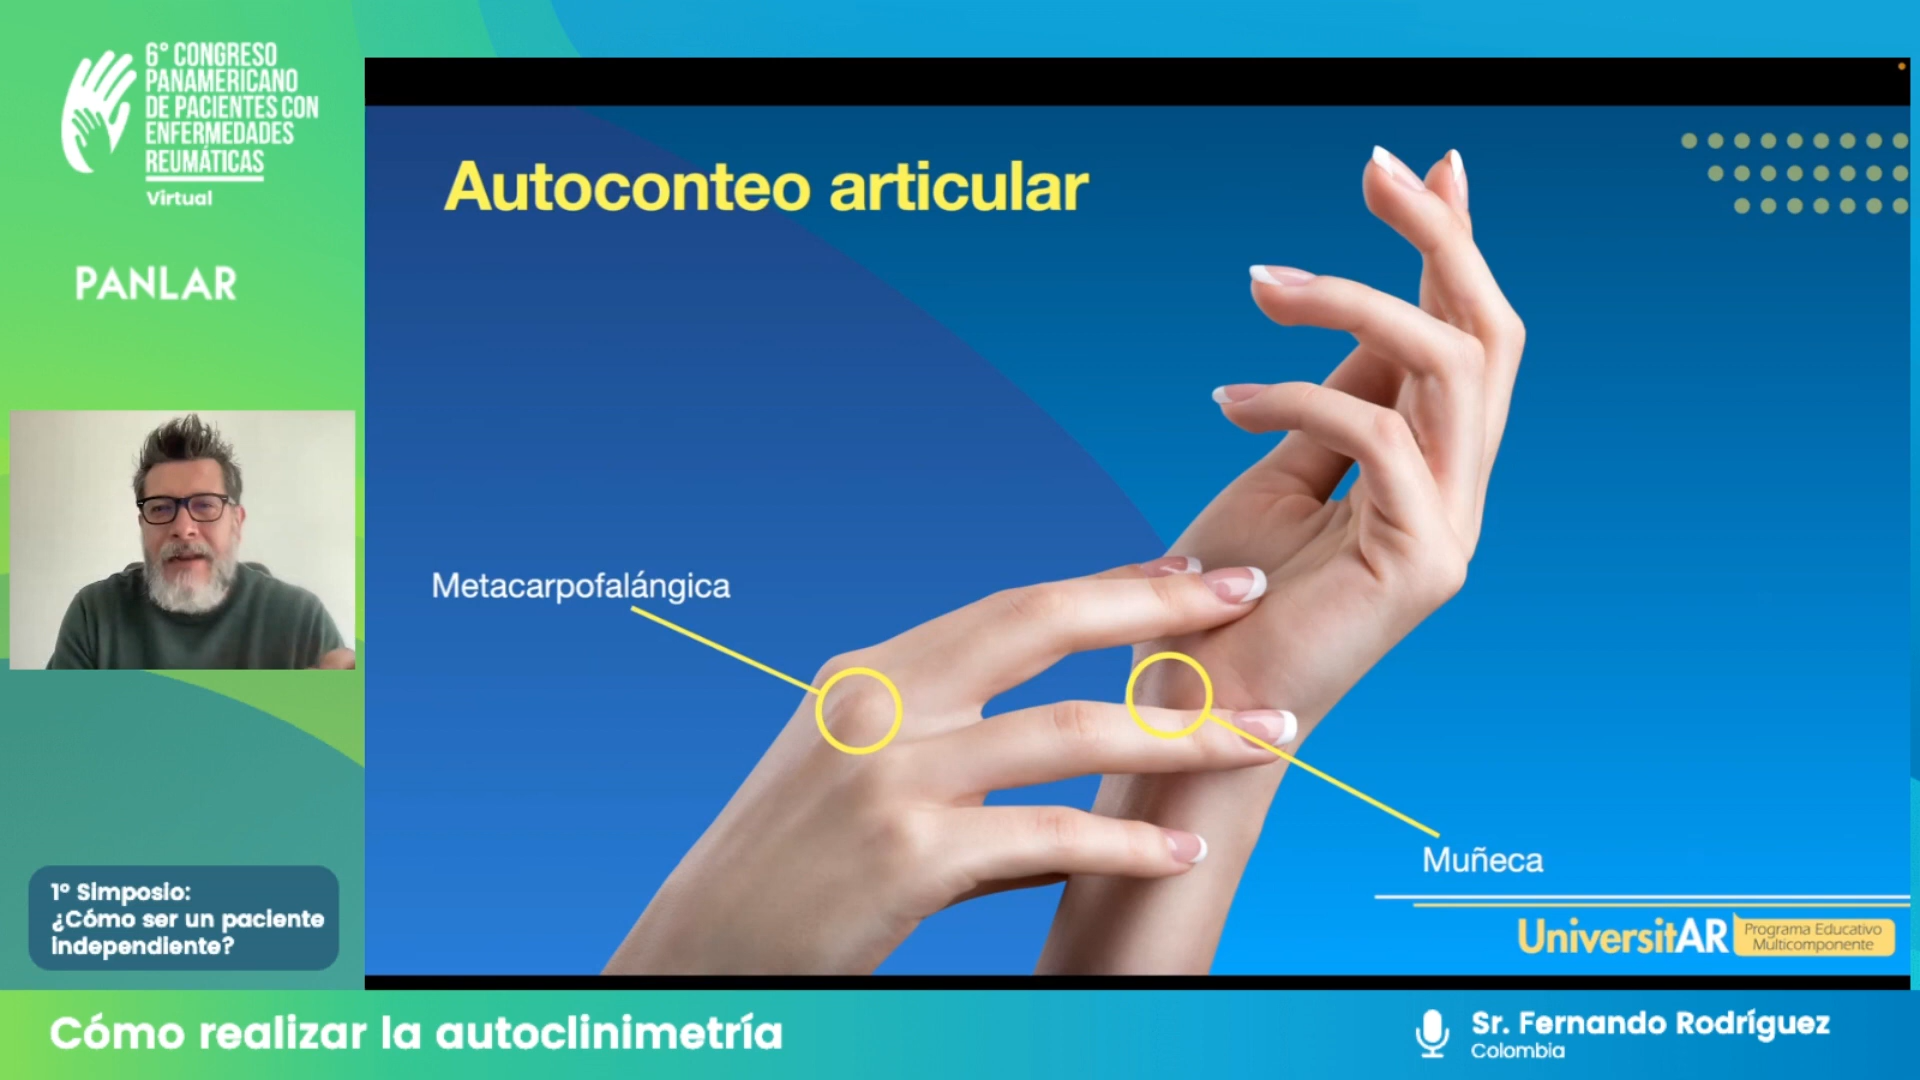 6° CONGRESO
PANAMERICANO
DE PACIENTES CON
ENFERMEDADES
REUMÁTICAS
Virtual
PANLAR
Autoconteo articular
Metacarpofalángica
Muñeca
UniversitAR
Programa Educativo
Multicomponente
1° Simposio:
¿Cómo ser un paciente
independiente?
Cómo realizar la autoclinimetría
Sr. Fernando Rodríguez
Colombia